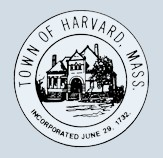 TOWN OF HARVARD, MASS.
INCORPORATED JUNE 29, 1732.